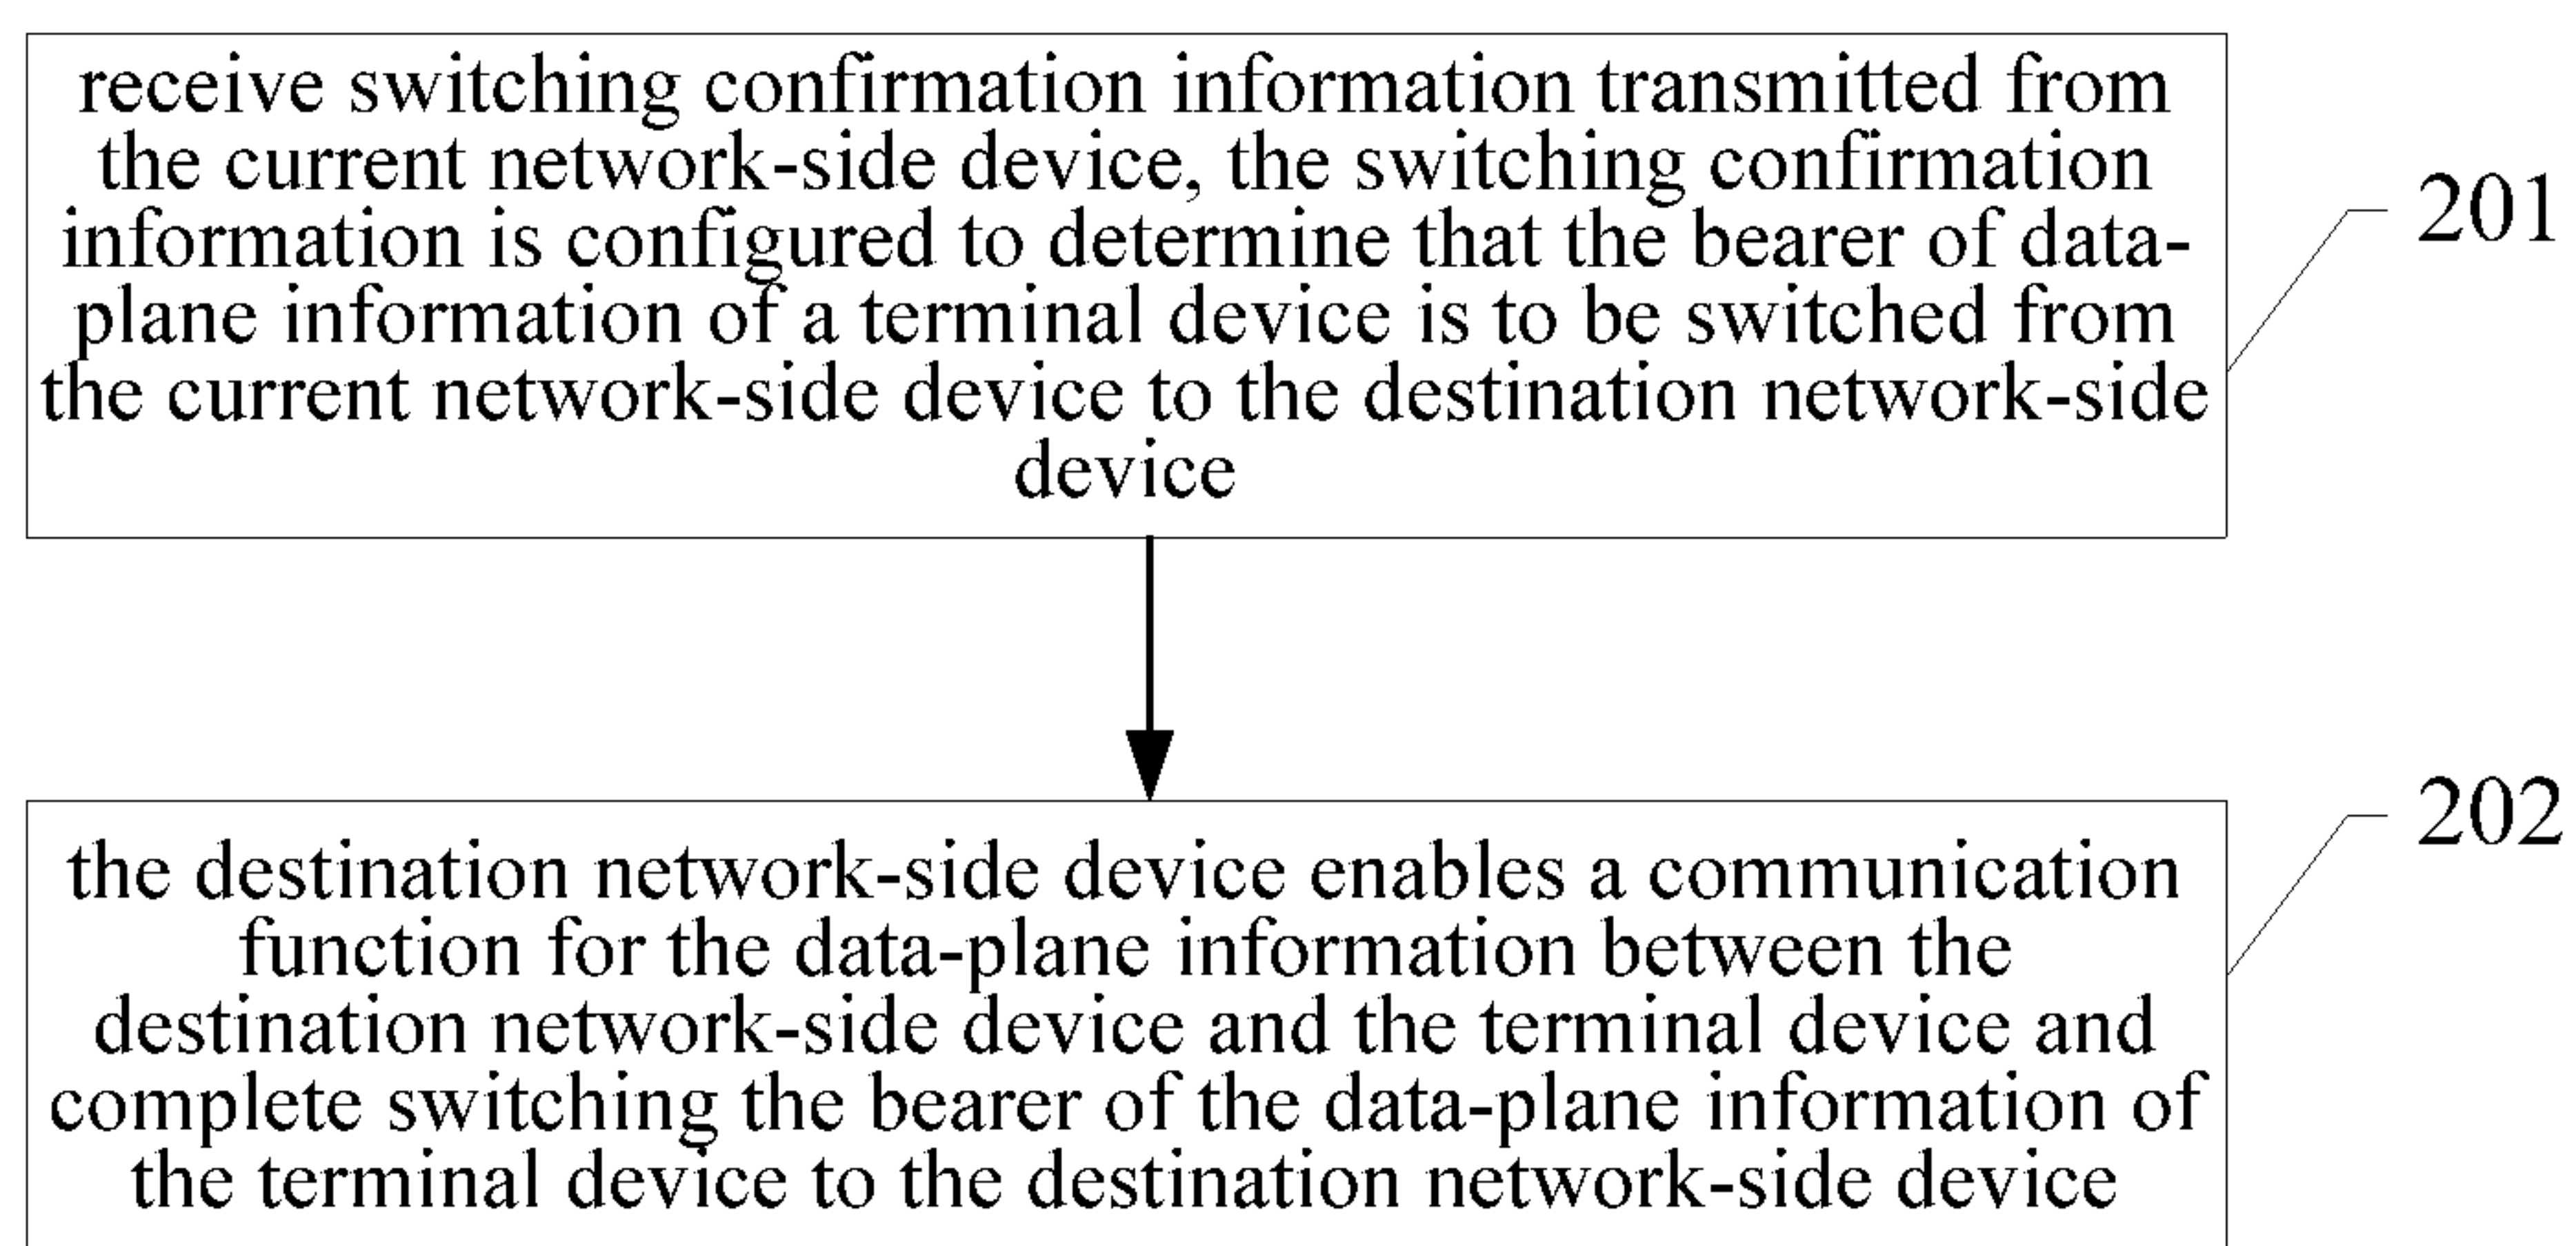 receive switching confirmation information transmitted from
the current network-side device, the switching confirmation
information is configured to determine that the bearer of data-
plane information of a terminal device is to be switched from
the current network-side device to the destination network-side
device
201
the destination network-side device enables a communication
function for the data-plane information between the
destination network-side device and the terminal device and
complete switching the bearer of the data-plane information of
the terminal device to the destination network-side device
202